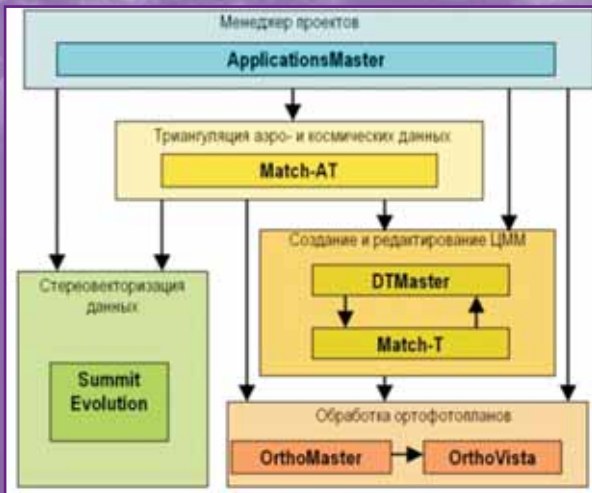 Менеджер проектов
ApplicationsMaster
Триангуляция аэро- и космических данных
Match-AT
Создание и редактирование ЦММ
DTMaster
Match-T
Стереовекторизация
данных
Summit
Evolution
Обработка ортофотопланов
OrthoMaster
OrthoVista